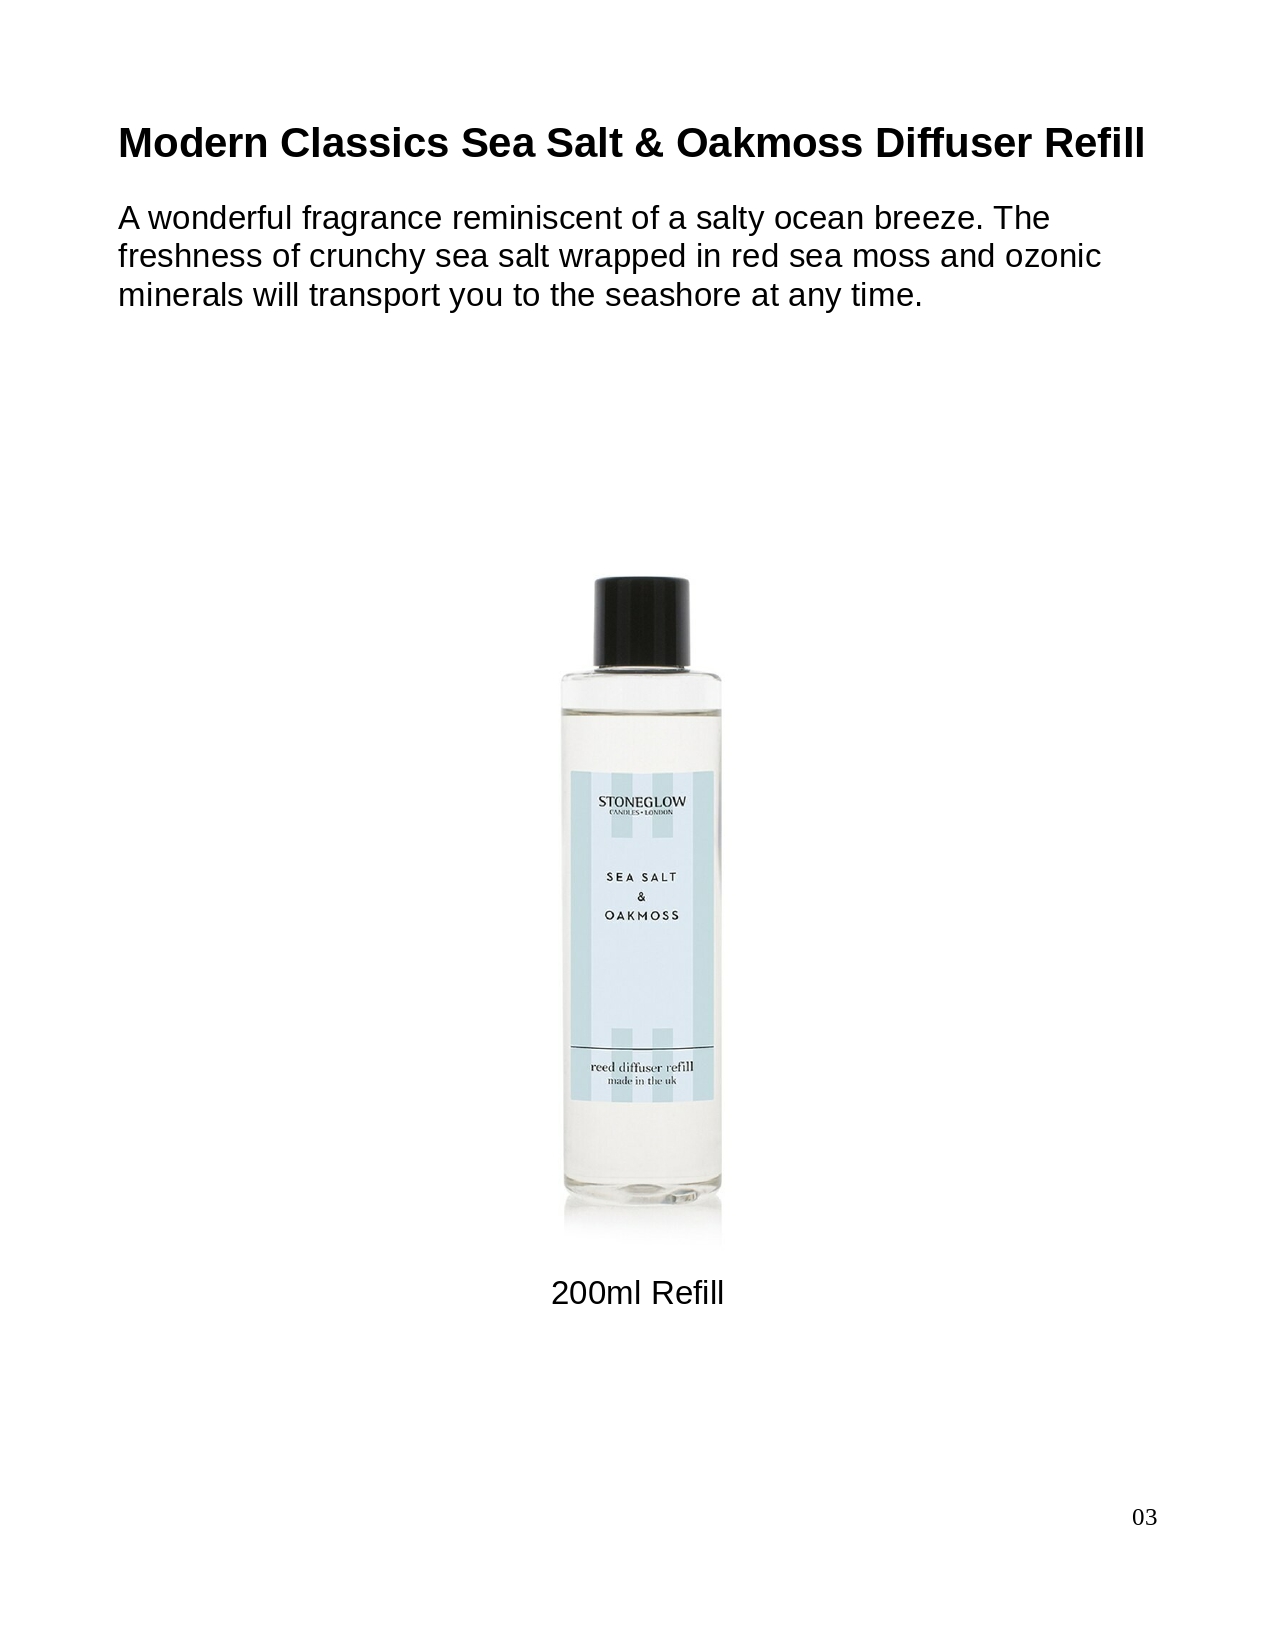 Modern Classics Sea Salt & Oakmoss Diffuser Refill
A wonderful fragrance reminiscent of a salty ocean breeze. The
freshness of crunchy sea salt wrapped in red sea moss and ozonic
minerals will transport you to the seashore at any time.
STONEGLOW
CANDLES • LONDON
SEA SALT
&
OAKMOSS
reed diffuser refill
made in the uk
200ml Refill
03